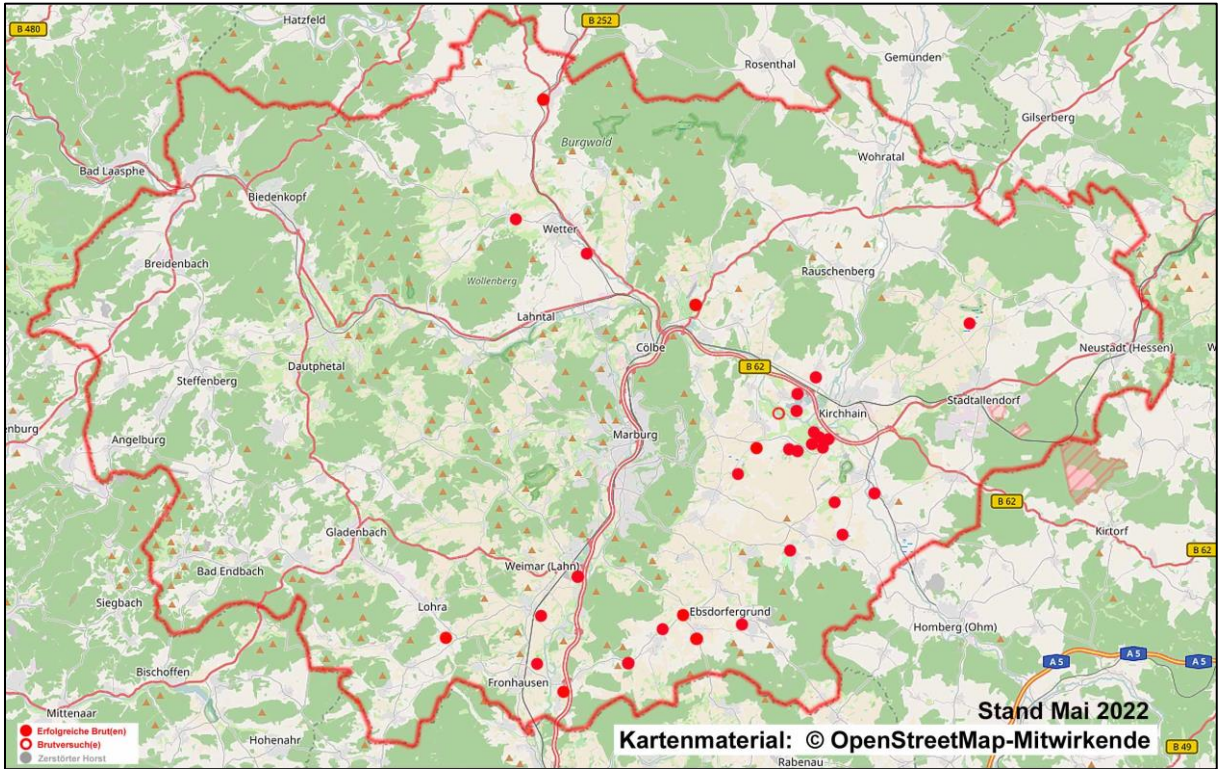 Hatzfeld
B 480
B 252
Rosenthal
Gemünden
Gilserberg
Burgwald
Wohratal
Bad Laasphe
Biedenkopf
Wetter
Breidenbach
Wollenberg
Rauschenberg
Lahntal
Cölbe
Neustadt (Hessen)
W
Dautphetal
B 62
Steffenberg
Stadtallendorf
Kirchhain
enburg
Angelburg
Marburg
B 62
Kirtorf
Gladenbach
B 62
Weimar (Lahn)
Bad Endbach
Siegbach
Lohra
Ebsdorfergrund
Homberg (Ohm)
A 5
A 5
A 5
Bischoffen
Fronhausen
Mittenaar
Stand Mai 2022
Erfolgreiche Brut(en)
Brutversuch(e)
Zerstörter Horst
Hohenahr
Kartenmaterial: © OpenStreetMap-Mitwirkende
B 49
Rabenau